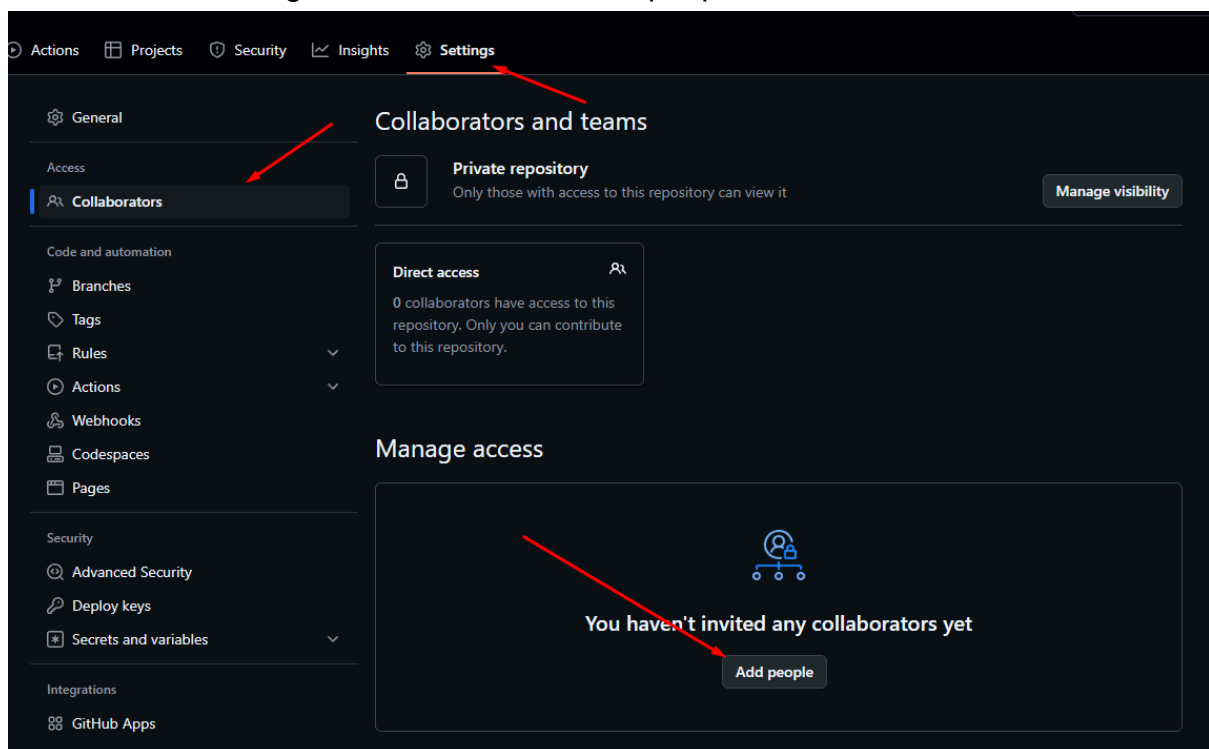 Actions Projects Security Insights Settings
General
Access
Collaborators
Code and automation
Branches
Tags
Rules
Actions
Webhooks
Codespaces
Pages
Security
Advanced Security
Deploy keys
Secrets and variables
Integrations
GitHub Apps
Collaborators and teams
Private repository
Only those with access to this repository can view it
Manage visibility
Direct access
0 collaborators have access to this
repository. Only you can contribute
to this repository.
Manage access
You haven't invited any collaborators yet
Add people